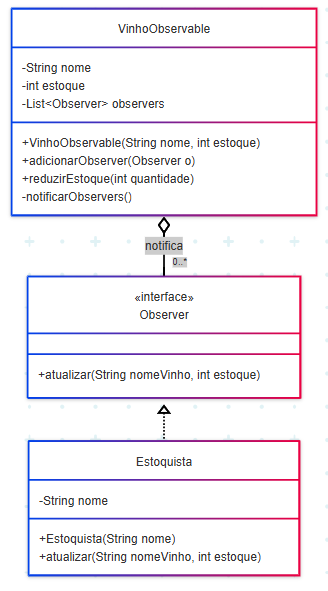 VinhoObservable
-String nome
-int estoque
-List<Observer> observers
+VinhoObservable(String nome, int estoque)
+adicionarObserver(Observer o)
+reduzirEstoque(int quantidade)
-notificarObservers()
notifica
0..*
«interface»
Observer
+atualizar(String nomeVinho, int estoque)
Estoquista
-String nome
+Estoquista(String nome)
+atualizar(String nomeVinho, int estoque)